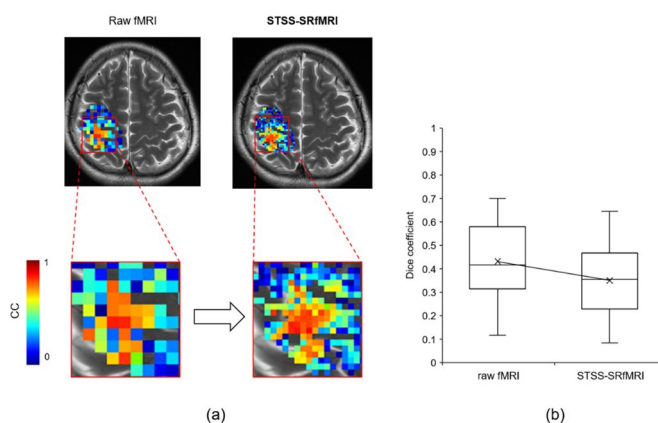 Raw fMRI
STSS-SRfMRI
CC
1
0
(a)
Dice coefficient
1
0.9
0.8
0.7
0.6
0.5
0.4
0.3
0.2
0.1
0
raw fMRI
STSS-SRfMRI
(b)